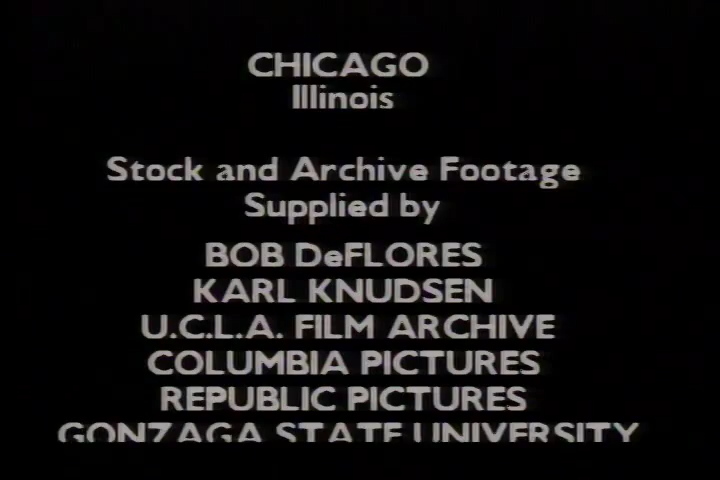 CHICAGO
Illinois
Stock and Archive Footage
Supplied by
BOB DeFLORES
KARL KNUDSEN
U.C.L.A. FILM ARCHIVE
COLUMBIA PICTURES
REPUBLIC PICTURES
GONZAGA STATE UNIVERSITY